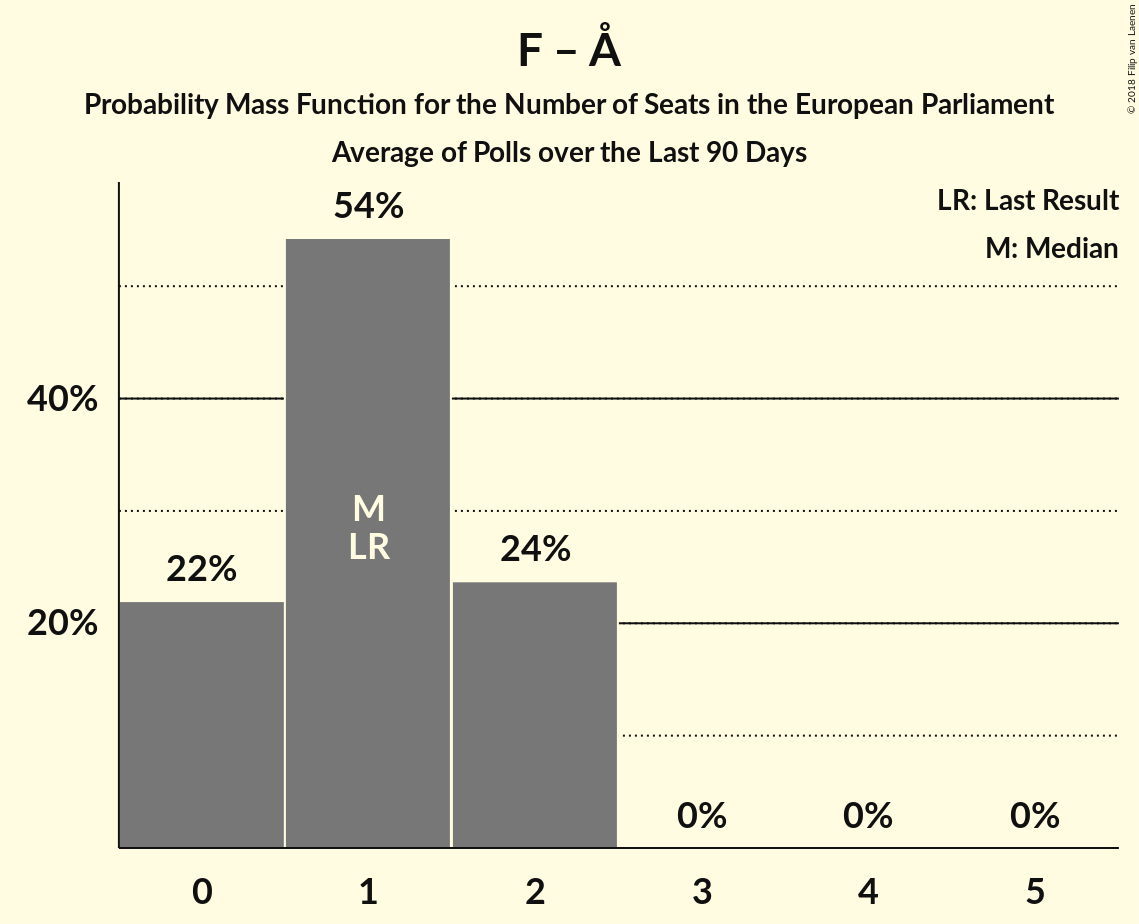 F – Å
Probability Mass Function for the Number of Seats in the European Parliament
Average of Polls over the Last 90 Days
© 2018 Filip van Laenen
LR: Last Result
M: Median
54%
40%
M
LR
22%
24%
20%
0%
0%
0%
0
1
2
3
4
5